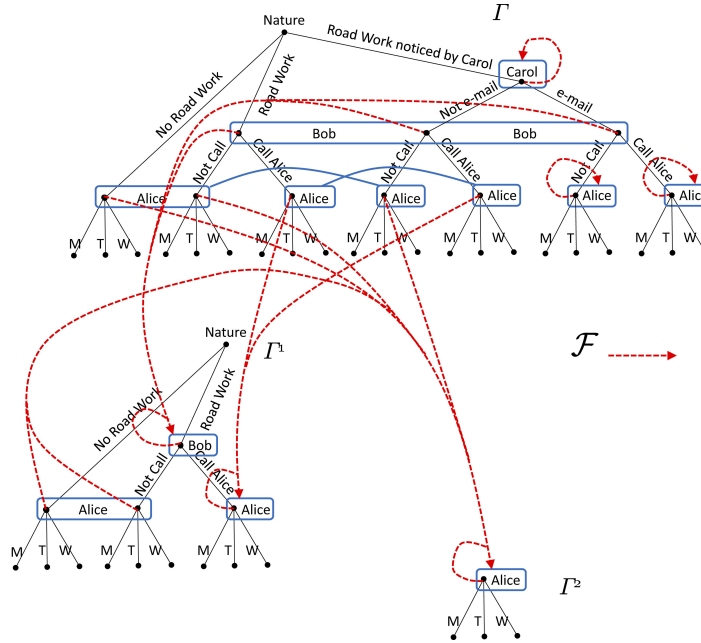 Γ
Nature
Road Work noticed by Carol
No Road Work
Road Work
Carol
Not e-mail
e-mail
Bob
Bob
Not Call
Call Alice
Not Call
Call Alice
Not Call
Call Alice
Alice
Alice
Alice
Alice
Alice
Alice
M T W
M T W
M T W
M T W
M T W
M T W
M T W
Nature
Γ¹
ℱ
No Road Work
Road Work
Bob
Not Call
Call Alice
Alice
Alice
M T W
M T W
M T W
Alice
Γ²
M T W